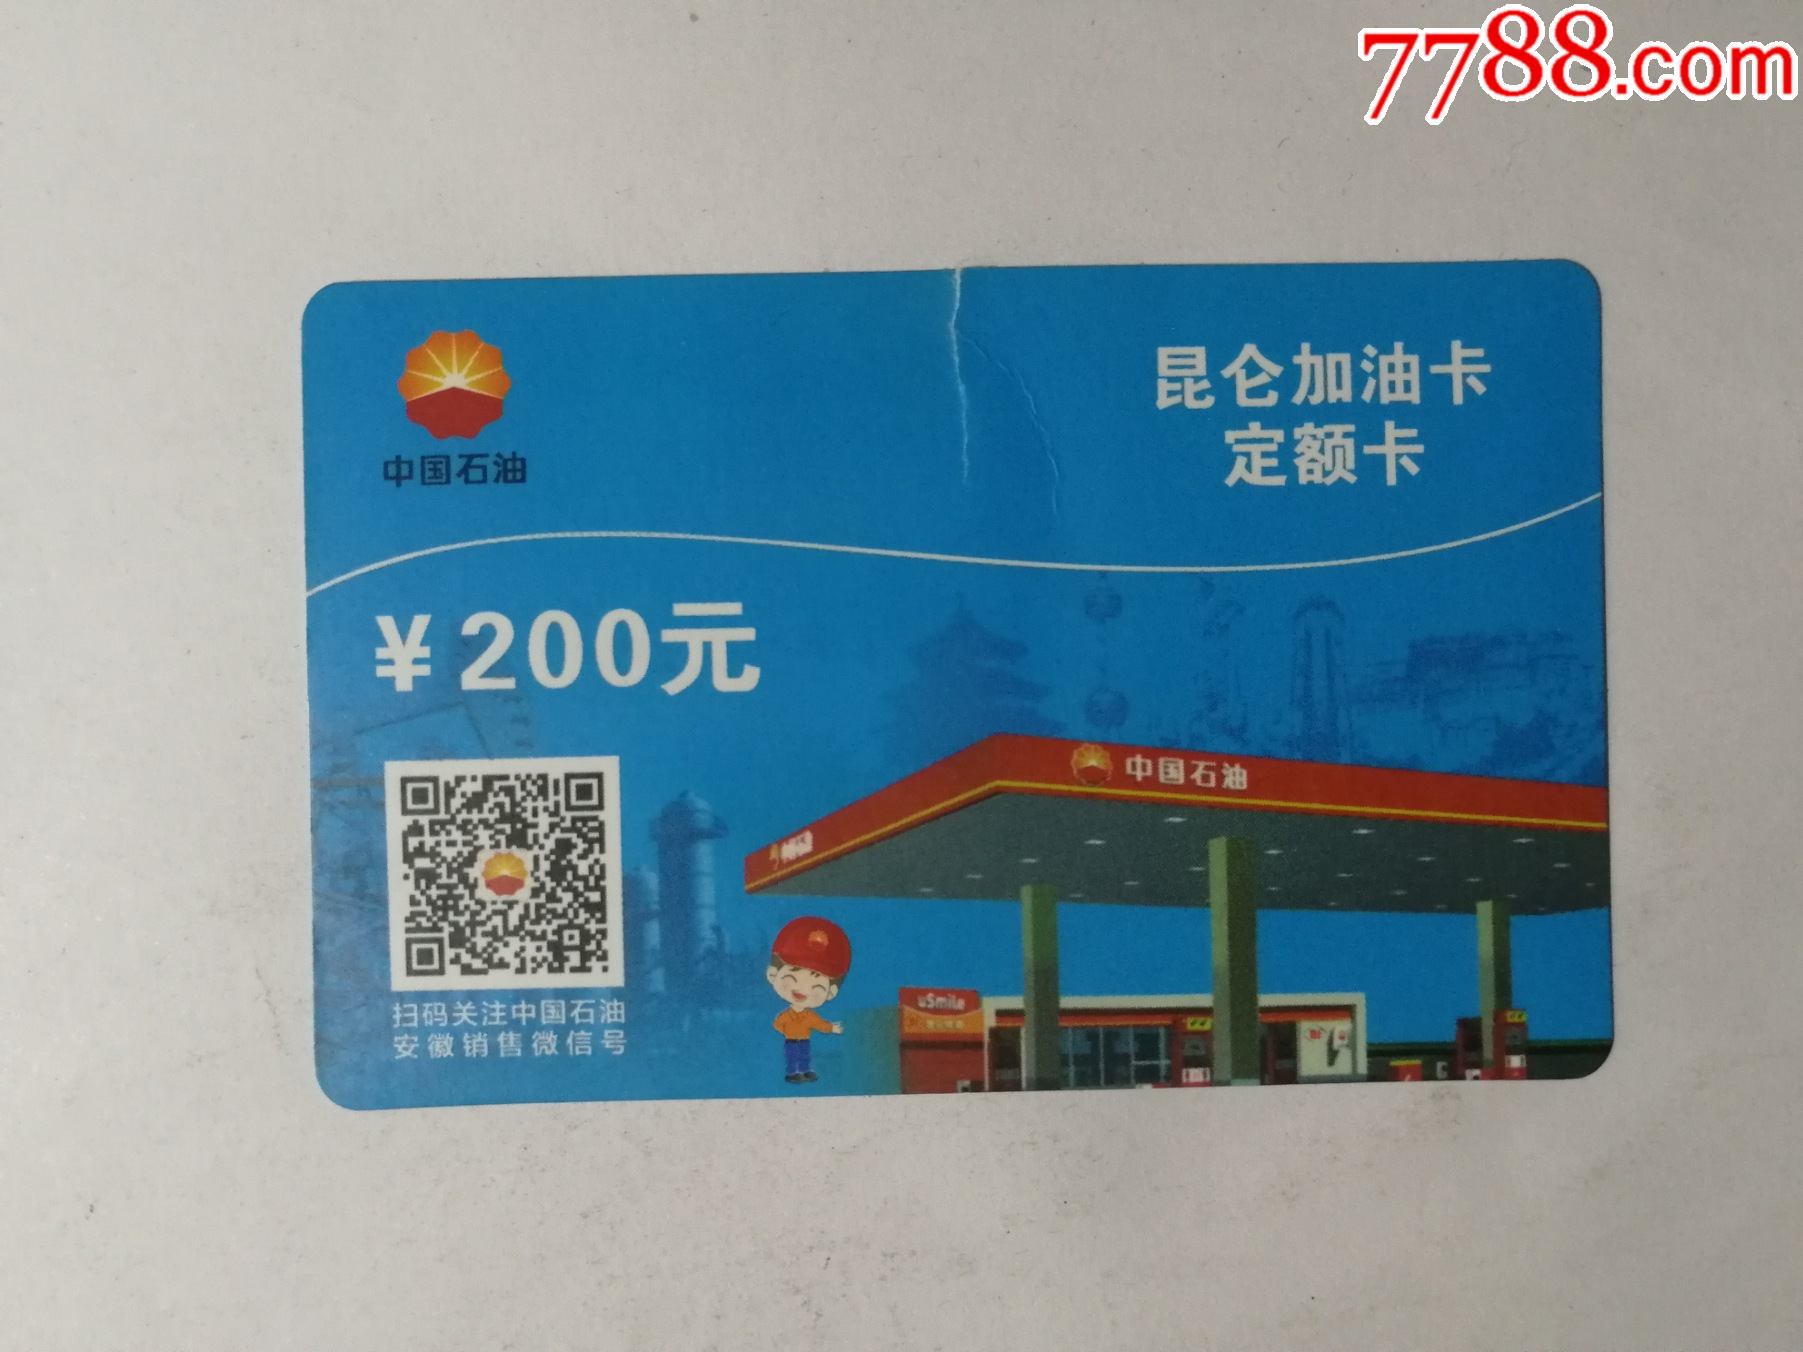 7788.com
中国石油
昆仑加油卡
定额卡
¥200元
中国石油
uSmile
扫码关注中国石油
安徽销售微信号